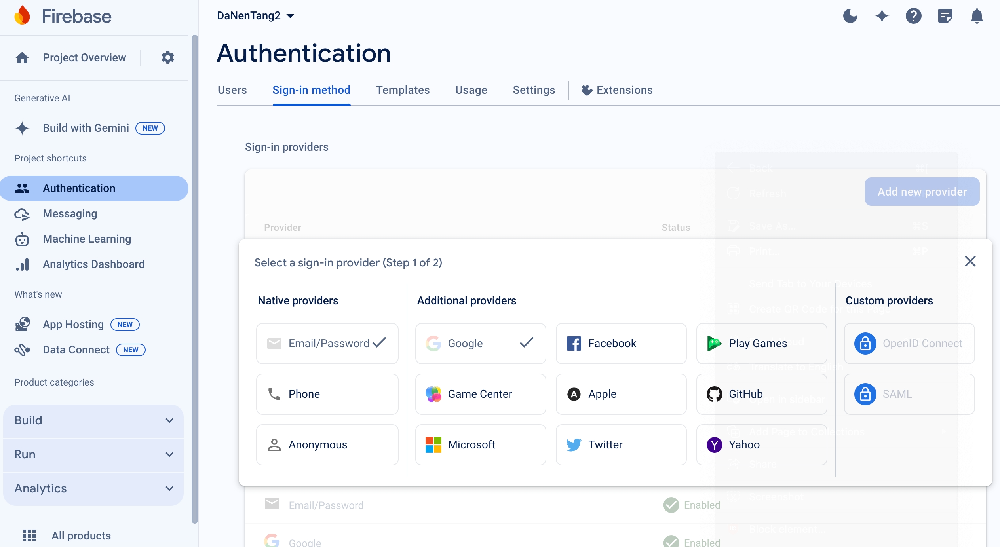 Firebase
DaNenTang2
Project Overview
Authentication
Users
Sign-in method
Templates
Usage
Settings
Extensions
Generative AI
Build with Gemini
NEW
Project shortcuts
Authentication
Messaging
Machine Learning
Analytics Dashboard
What's new
App Hosting
NEW
Data Connect
NEW
Product categories
Build
Run
Analytics
All products
Sign-in providers
Add new provider
Provider
Status
Select a sign-in provider (Step 1 of 2)
Native providers
Email/Password
Phone
Anonymous
Additional providers
Google
Facebook
Play Games
Game Center
Apple
GitHub
Microsoft
Twitter
Yahoo
Custom providers
OpenID Connect
SAML
Email/Password
Enabled
Google
Enabled
Back
⌘[
Refresh
Save As...
⌘S
Print...
⌘P
Send Tab to Your Devices
Create QR Code for this Page
Translate to English
Open in sidebar
Add Page to Collections
Share
Screenshot
Block element...